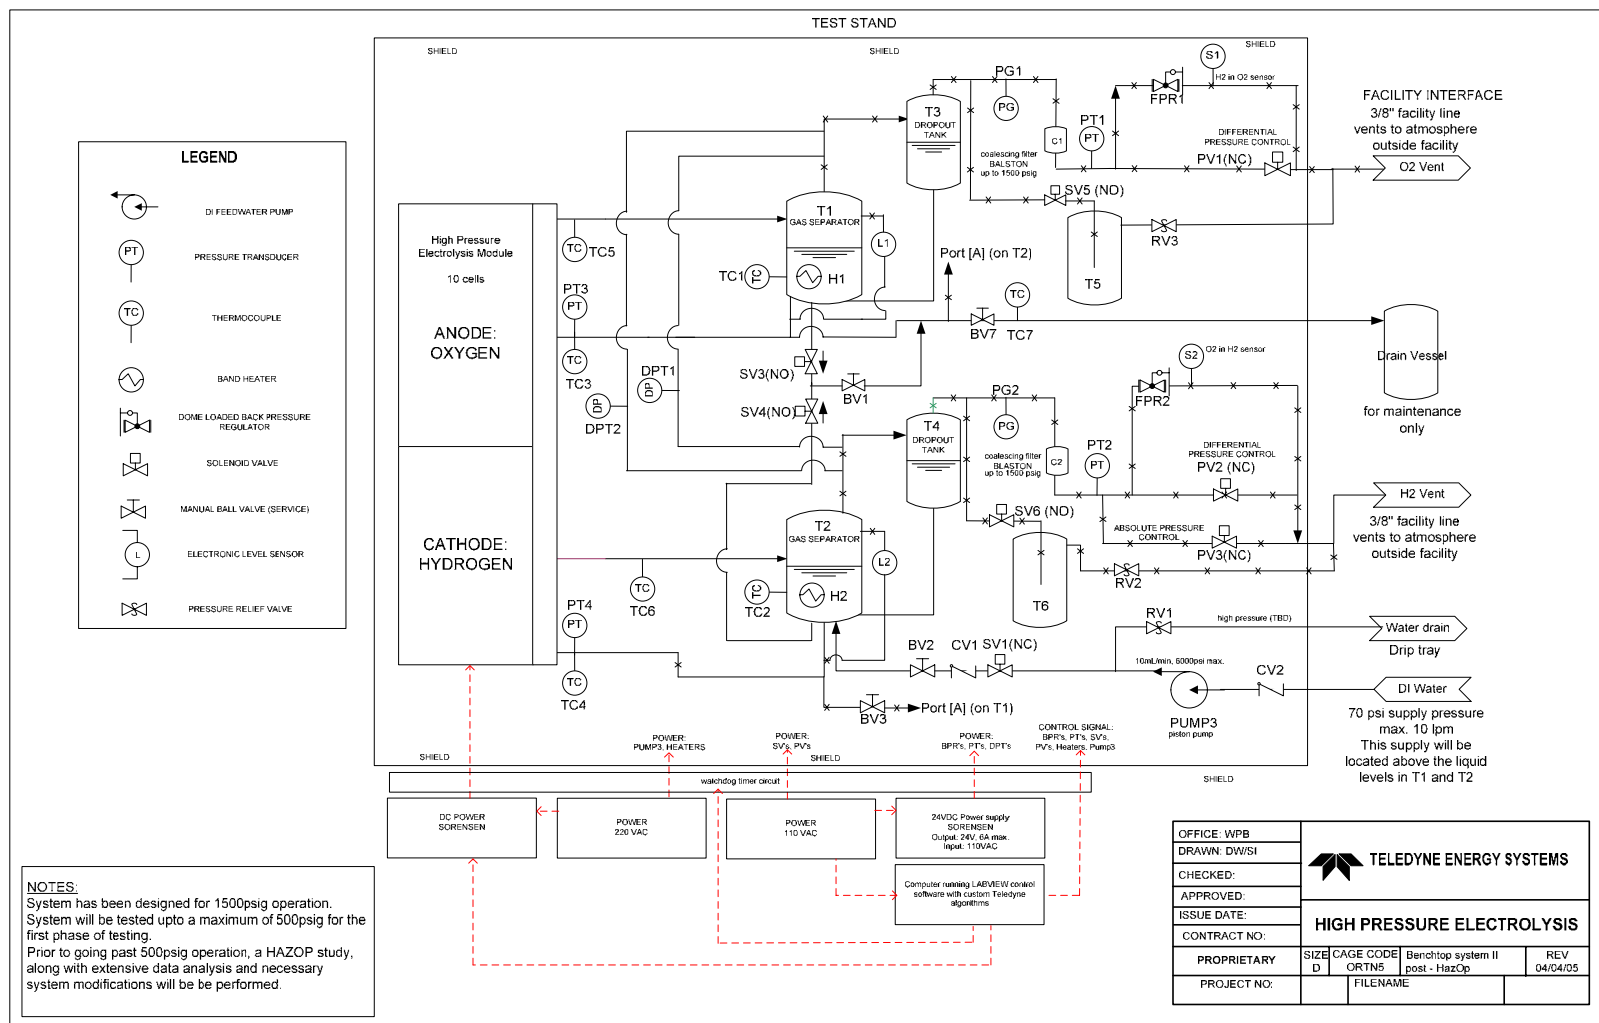 TEST STAND
SHIELD
SHIELD
SHIELD
LEGEND
DI FEEDWATER PUMP
PT
PRESSURE TRANSDUCER
TC
THERMOCOUPLE
BAND HEATER
DOME LOADED BACK PRESSURE
REGULATOR
SOLENOID VALVE
MANUAL BALL VALVE (SERVICE)
L
ELECTRONIC LEVEL SENSOR
PRESSURE RELIEF VALVE
High Pressure
Electrolysis Module
10 cells
ANODE:
OXYGEN
CATHODE:
HYDROGEN
TC
TC5
PT3
PT
TC
TC3
DP
DPT2
DPT1
DP
TC1
TC
T1
GAS SEPARATOR
H1
L1
SV3(NO)
SV4(NO)
BV1
T3
DROPOUT
TANK
PG1
PG
C1
coalescing filter
BALSTON
up to 1500 psig
PT1
PT
FPR1
S1
H2 in O2 sensor
DIFFERENTIAL
PRESSURE CONTROL
PV1(NC)
SV5 (NO)
RV3
T5
Port [A] (on T2)
BV7
TC
TC7
FACILITY INTERFACE
3/8" facility line
vents to atmosphere
outside facility
O2 Vent
Drain Vessel
for maintenance
only
T4
DROPOUT
TANK
PG2
PG
C2
coalescing filter
BLASTON
up to 1500 psig
PT2
PT
FPR2
S2
O2 in H2 sensor
DIFFERENTIAL
PRESSURE CONTROL
PV2 (NC)
ABSOLUTE PRESSURE
CONTROL
PV3(NC)
SV6 (NO)
RV2
T6
H2 Vent
3/8" facility line
vents to atmosphere
outside facility
T2
GAS SEPARATOR
H2
L2
TC2
TC
TC
TC6
PT4
PT
TC
TC4
BV2
CV1
SV1(NC)
RV1
high pressure (TBD)
Water drain
Drip tray
10mL/min, 6000psi max.
PUMP3
piston pump
CV2
DI Water
70 psi supply pressure
max. 10 lpm
This supply will be
located above the liquid
levels in T1 and T2
BV3
Port [A] (on T1)
POWER:
PUMP3, HEATERS
POWER:
SV's, PV's
POWER:
BPR's, PT's, DPT's
CONTROL SIGNAL:
BPR's, PT's, SV's,
PV's, Heaters, Pump3
SHIELD
SHIELD
SHIELD
watchdog timer circuit
DC POWER
SORENSEN
POWER
220 VAC
POWER
110 VAC
24VDC Power supply
SORENSEN
Output: 24V, 6A max.
Input: 110VAC
Computer running LABVIEW control
software with custom Teledyne
algorithms
NOTES:
System has been designed for 1500psig operation.
System will be tested upto a maximum of 500psig for the
first phase of testing.
Prior to going past 500psig operation, a HAZOP study,
along with extensive data analysis and necessary
system modifications will be be performed.
OFFICE: WPB
DRAWN: DW/SI
CHECKED:
APPROVED:
ISSUE DATE:
CONTRACT NO:
PROPRIETARY
PROJECT NO:
TELEDYNE ENERGY SYSTEMS
HIGH PRESSURE ELECTROLYSIS
SIZE
D
CAGE CODE
ORTN5
Benchtop system II
post - HazOp
REV
04/04/05
FILENAME